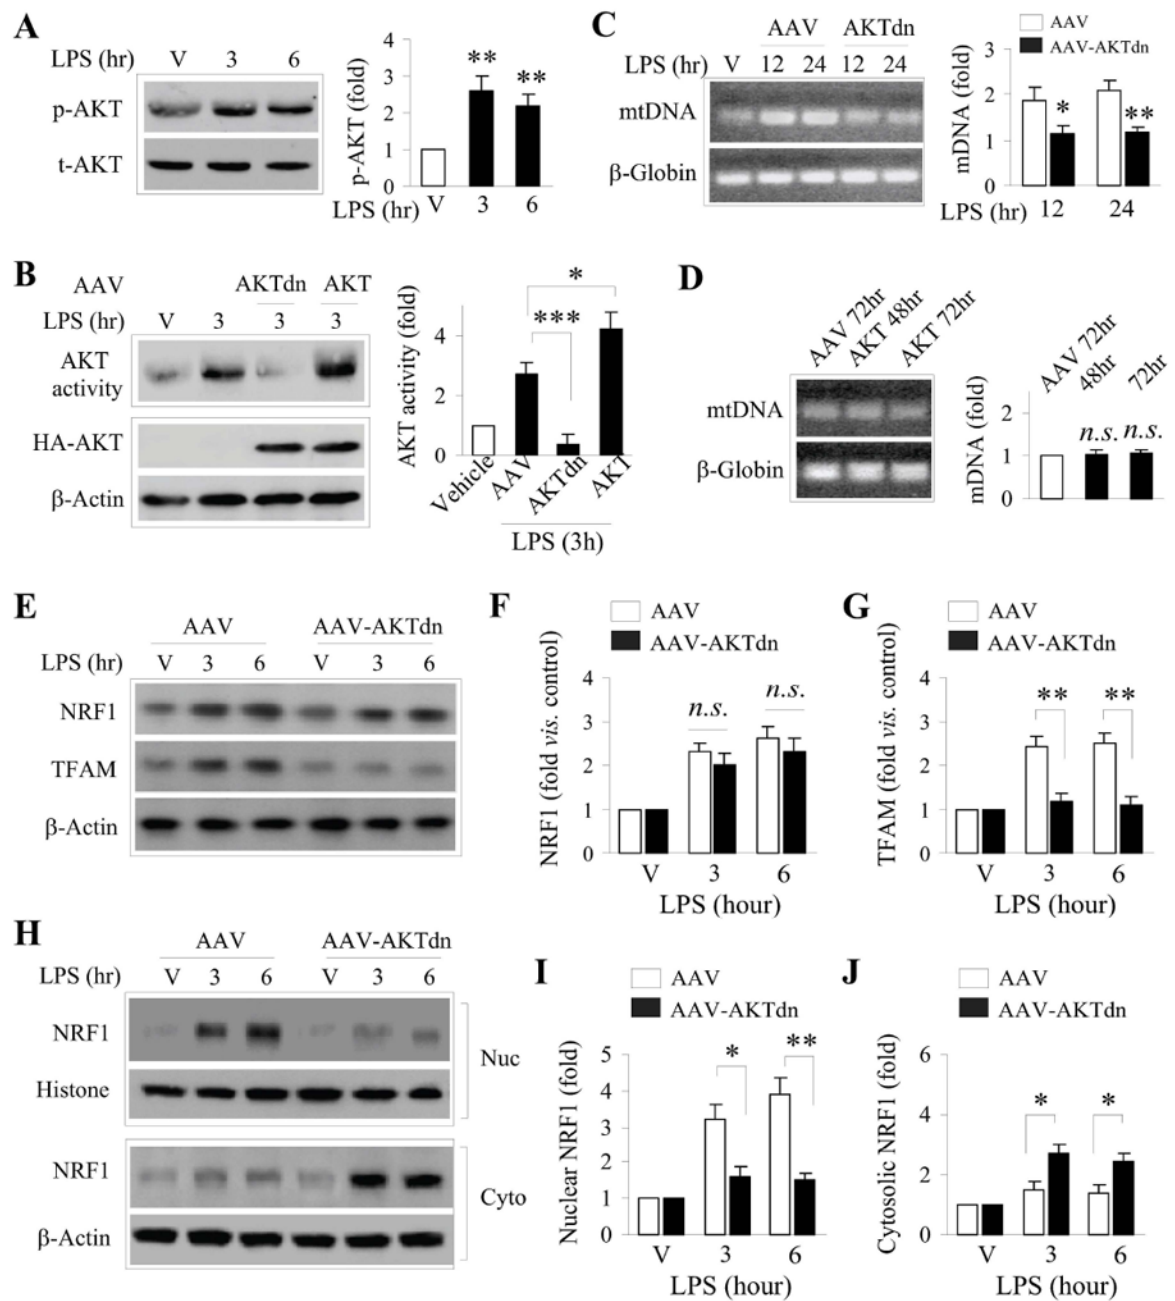 A
LPS (hr) V 3 6
p-AKT
t-AKT
p-AKT (fold)
4
3
2
1
0
** **
LPS (hr) V 3 6
C
AAV AKTdn
LPS (hr) V 12 24 12 24
mtDNA
β-Globin
AAV
AAV-AKTdn
mDNA (fold)
3
2
1
0
* **
LPS (hr) 12 24
B
AAV AKTdn AKT
LPS (hr) V 3 3 3
AKT
activity
HA-AKT
β-Actin
AKT activity (fold)
4
2
0
*
***
Vehicle AAV AKTdn AKT
LPS (3h)
D
AAV 72hr AKT 48hr AKT 72hr
mtDNA
β-Globin
AAV 72hr 48hr 72hr
mDNA (fold)
2
1
0
n.s. n.s.
E
AAV AAV-AKTdn
LPS (hr) V 3 6 V 3 6
NRF1
TFAM
β-Actin
F
AAV
AAV-AKTdn
NRF1 (fold vis. control)
4
3
2
1
0
n.s. n.s.
V 3 6
LPS (hour)
G
AAV
AAV-AKTdn
TFAM (fold vis. control)
4
3
2
1
0
** **
V 3 6
LPS (hour)
H
AAV AAV-AKTdn
LPS (hr) V 3 6 V 3 6
NRF1
Histone
Nuc
NRF1
β-Actin
Cyto
I
AAV
AAV-AKTdn
Nuclear NRF1 (fold)
5
4
3
2
1
0
* **
V 3 6
LPS (hour)
J
AAV
AAV-AKTdn
Cytosolic NRF1 (fold)
6
4
2
0
* *
V 3 6
LPS (hour)